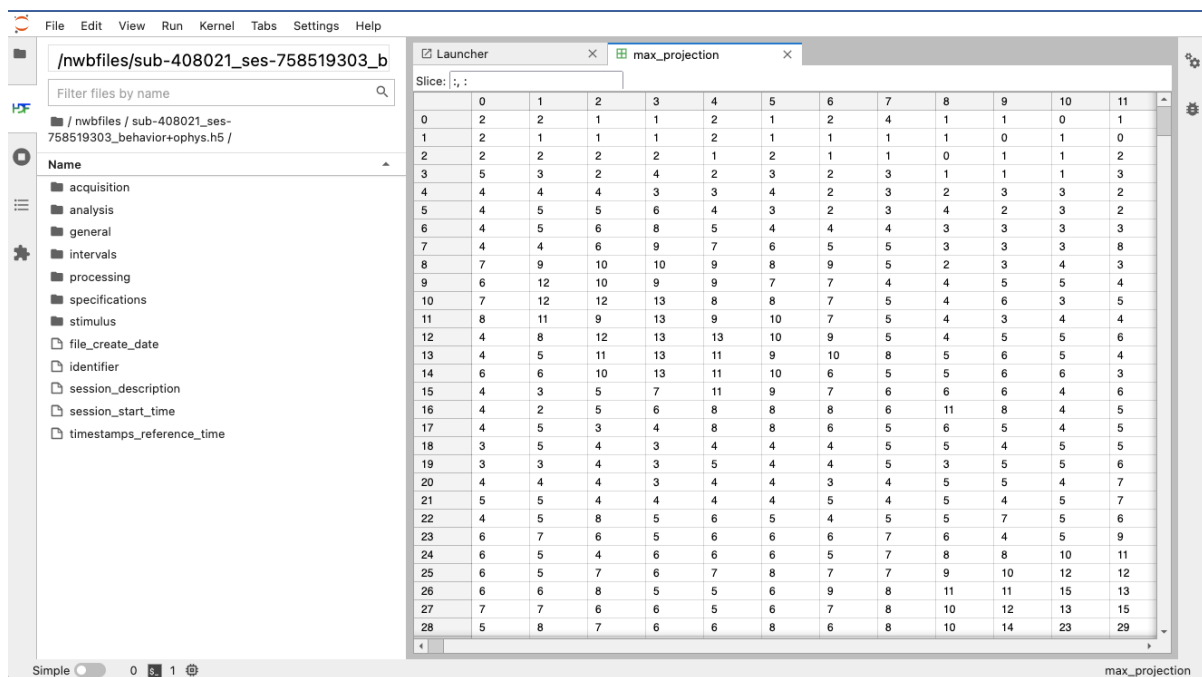 File Edit View Run Kernel Tabs Settings Help
/nwbfiles/sub-408021_ses-758519303_b
Filter files by name
/ nwbfiles / sub-408021_ses-
758519303_behavior+ophys.h5 /
Name
acquisition
analysis
general
intervals
processing
specifications
stimulus
file_create_date
identifier
session_description
session_start_time
timestamps_reference_time
HDF
Launcher
max_projection
Slice: :, :
0 1 2 3 4 5 6 7 8 9 10 11
0 2 2 1 1 2 1 2 4 1 1 0 1
1 2 1 1 1 2 1 1 1 1 0 1 0
2 2 2 2 2 1 2 1 1 0 1 1 2
3 5 3 2 4 2 3 2 3 1 1 1 3
4 4 4 4 3 3 4 2 3 2 3 3 2
5 4 5 5 6 4 3 2 3 4 2 3 2
6 4 5 6 8 5 4 4 4 3 3 3 3
7 4 4 6 9 7 6 5 5 3 3 3 8
8 7 9 10 10 9 8 9 5 2 3 4 3
9 6 12 10 9 9 7 7 4 4 5 5 4
10 7 12 12 13 8 8 7 5 4 6 3 5
11 8 11 9 13 9 10 7 5 4 3 4 4
12 4 8 12 13 13 10 9 5 4 5 5 6
13 4 5 11 13 11 9 10 8 5 6 5 4
14 6 6 10 13 11 10 6 5 5 6 6 3
15 4 3 5 7 11 9 7 6 6 6 4 6
16 4 2 5 6 8 8 8 6 11 8 4 5
17 4 5 3 4 8 8 6 5 6 5 4 5
18 3 5 4 3 4 4 4 5 5 4 5 5
19 3 3 4 3 5 4 4 5 3 5 5 6
20 4 4 4 3 4 4 3 4 5 5 4 7
21 5 5 4 4 4 4 5 4 5 4 5 7
22 4 5 8 5 6 5 4 5 5 7 5 6
23 6 7 6 5 6 6 6 7 6 4 5 9
24 6 5 4 6 6 6 5 7 8 8 10 11
25 6 5 7 6 7 8 7 7 9 10 12 12
26 6 6 8 5 5 6 9 8 11 11 15 13
27 7 7 6 6 5 6 7 8 10 12 13 15
28 5 8 7 6 6 8 6 8 10 14 23 29
Simple 0 1 max_projection